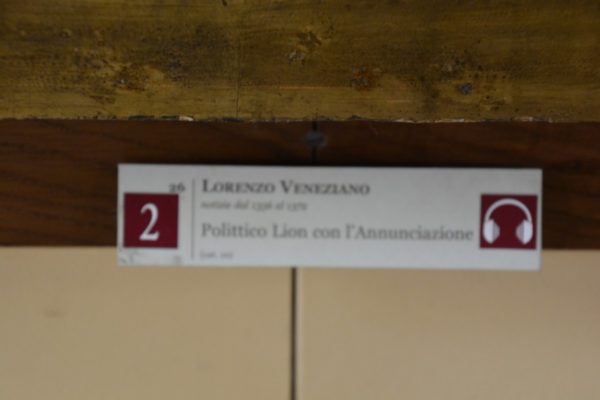 26
LORENZO VENEZIANO
2
notizie dal 1356 al 1372
Polittico Lion con l'Annunciazione